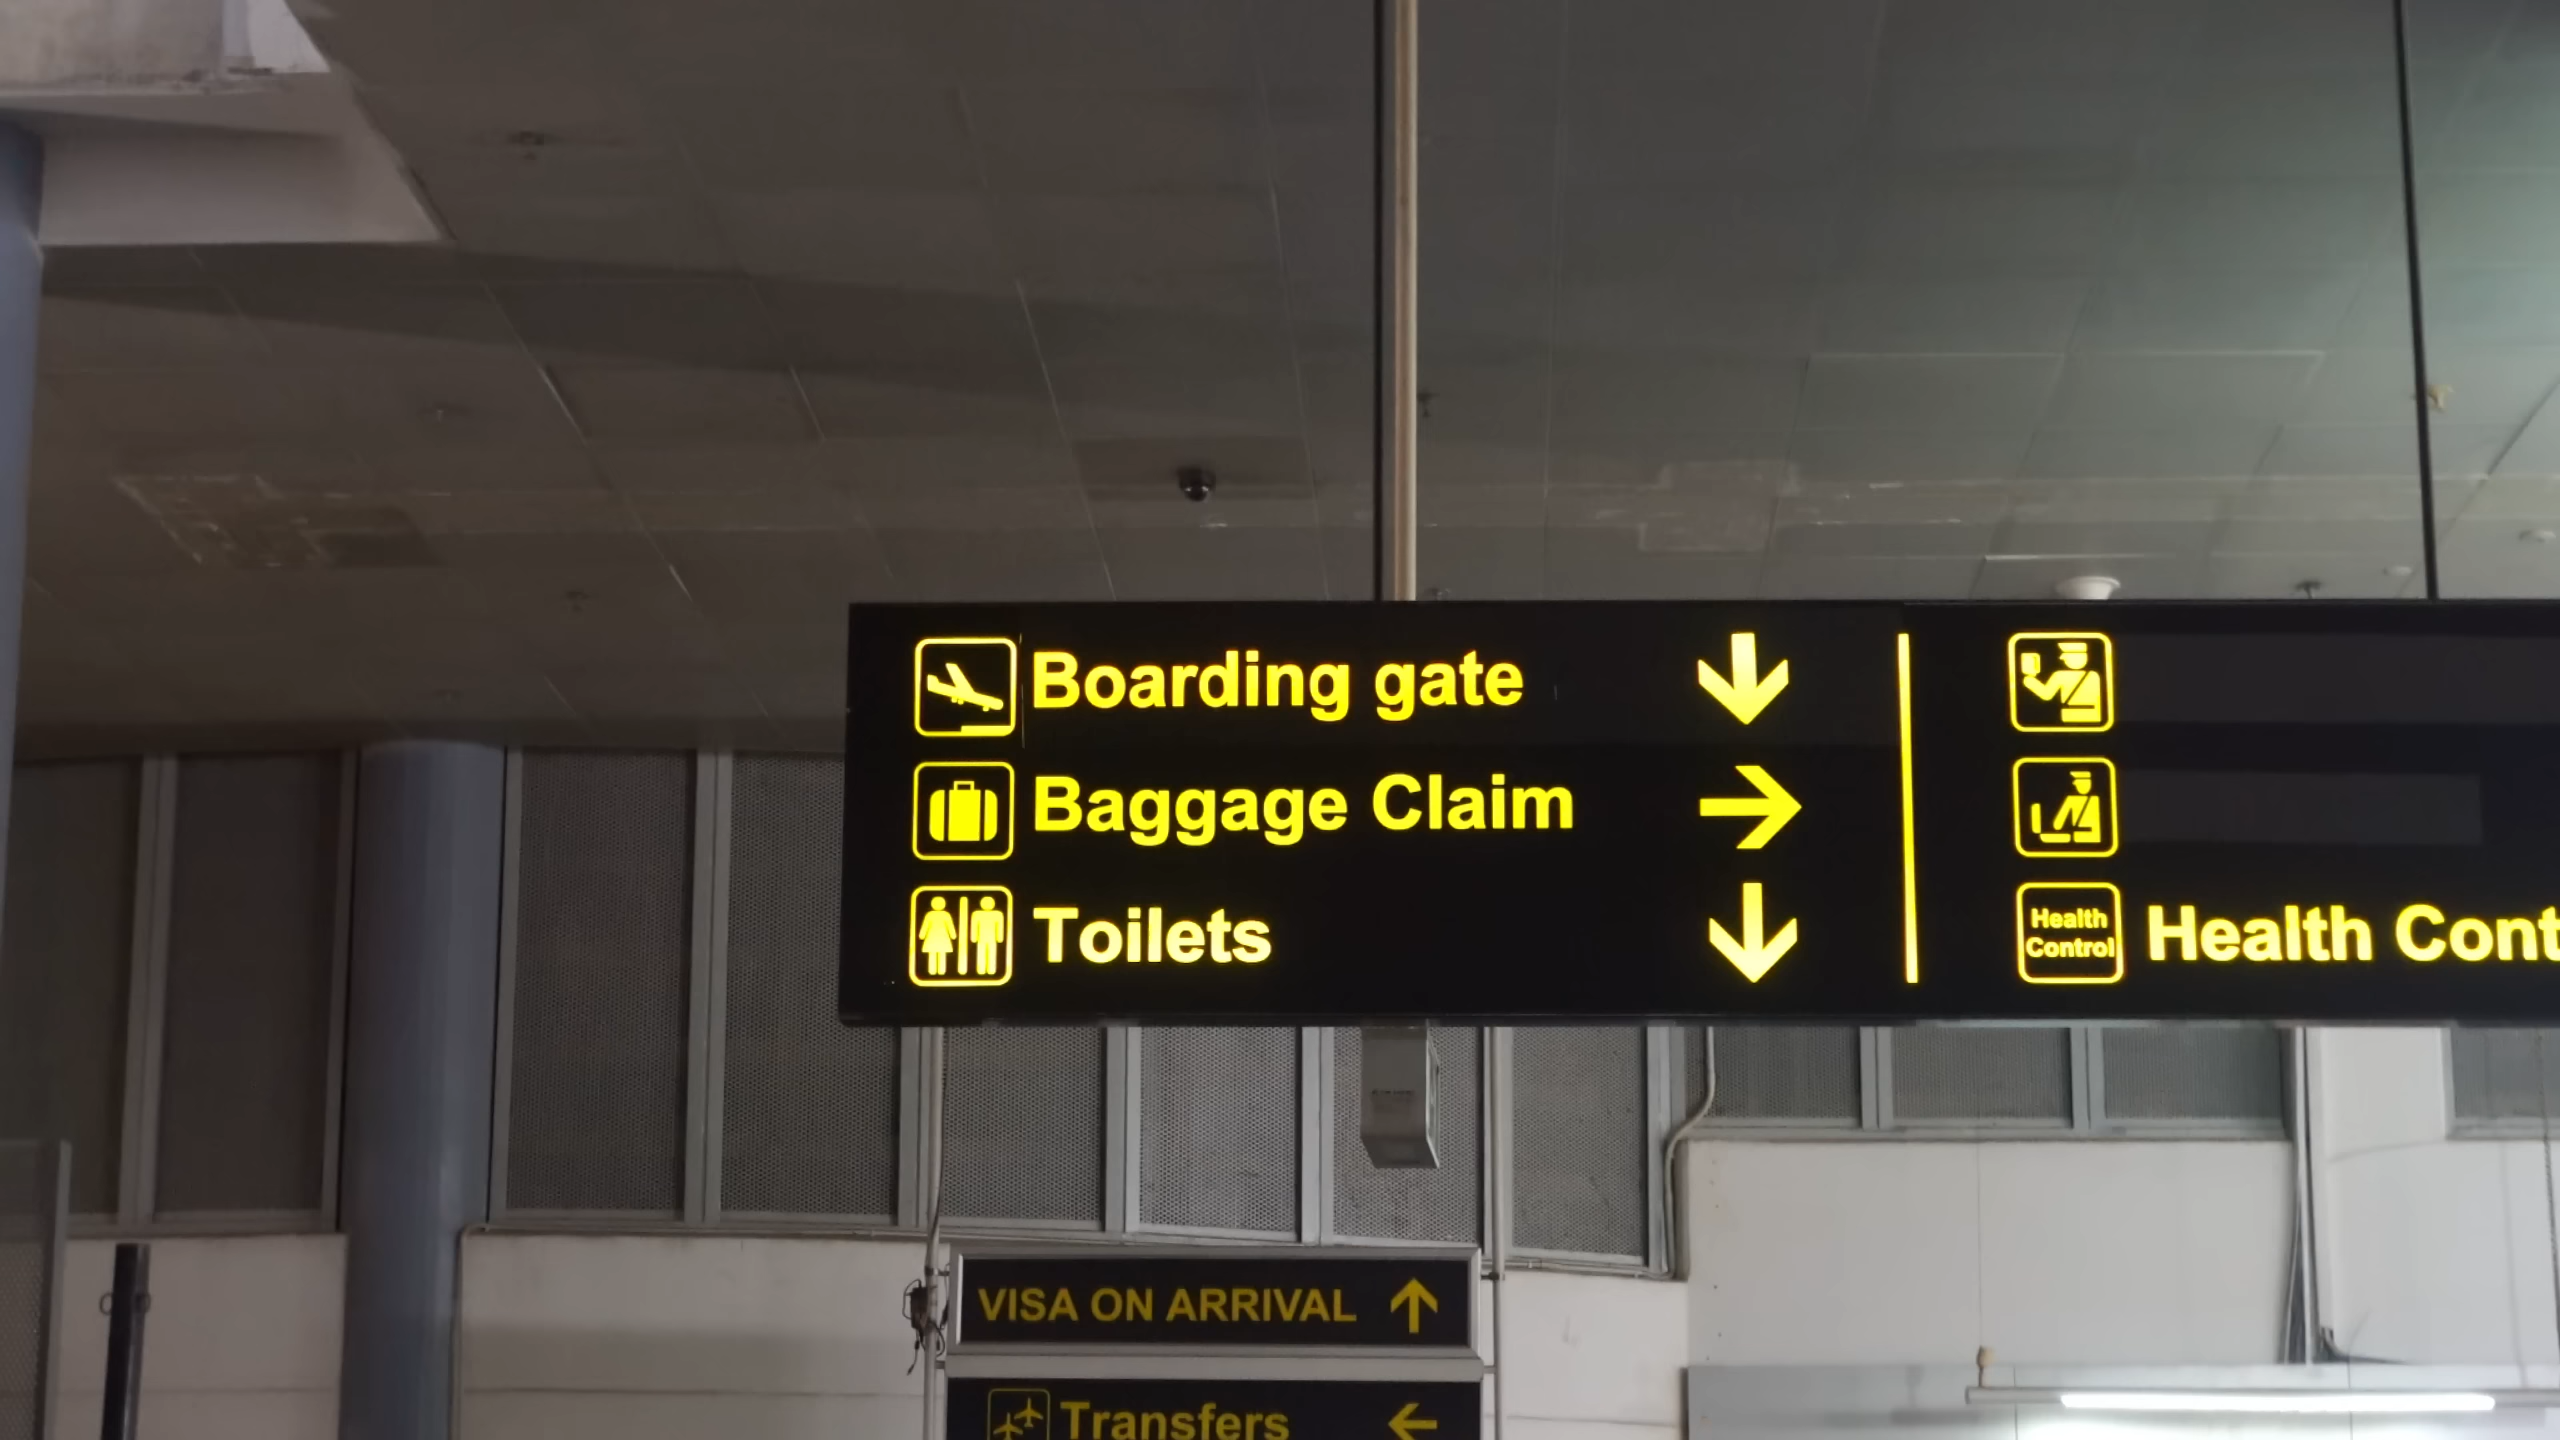 Boarding gate
Baggage Claim
Toilets
Health
Control
Health Cont
VISA ON ARRIVAL
Transfers